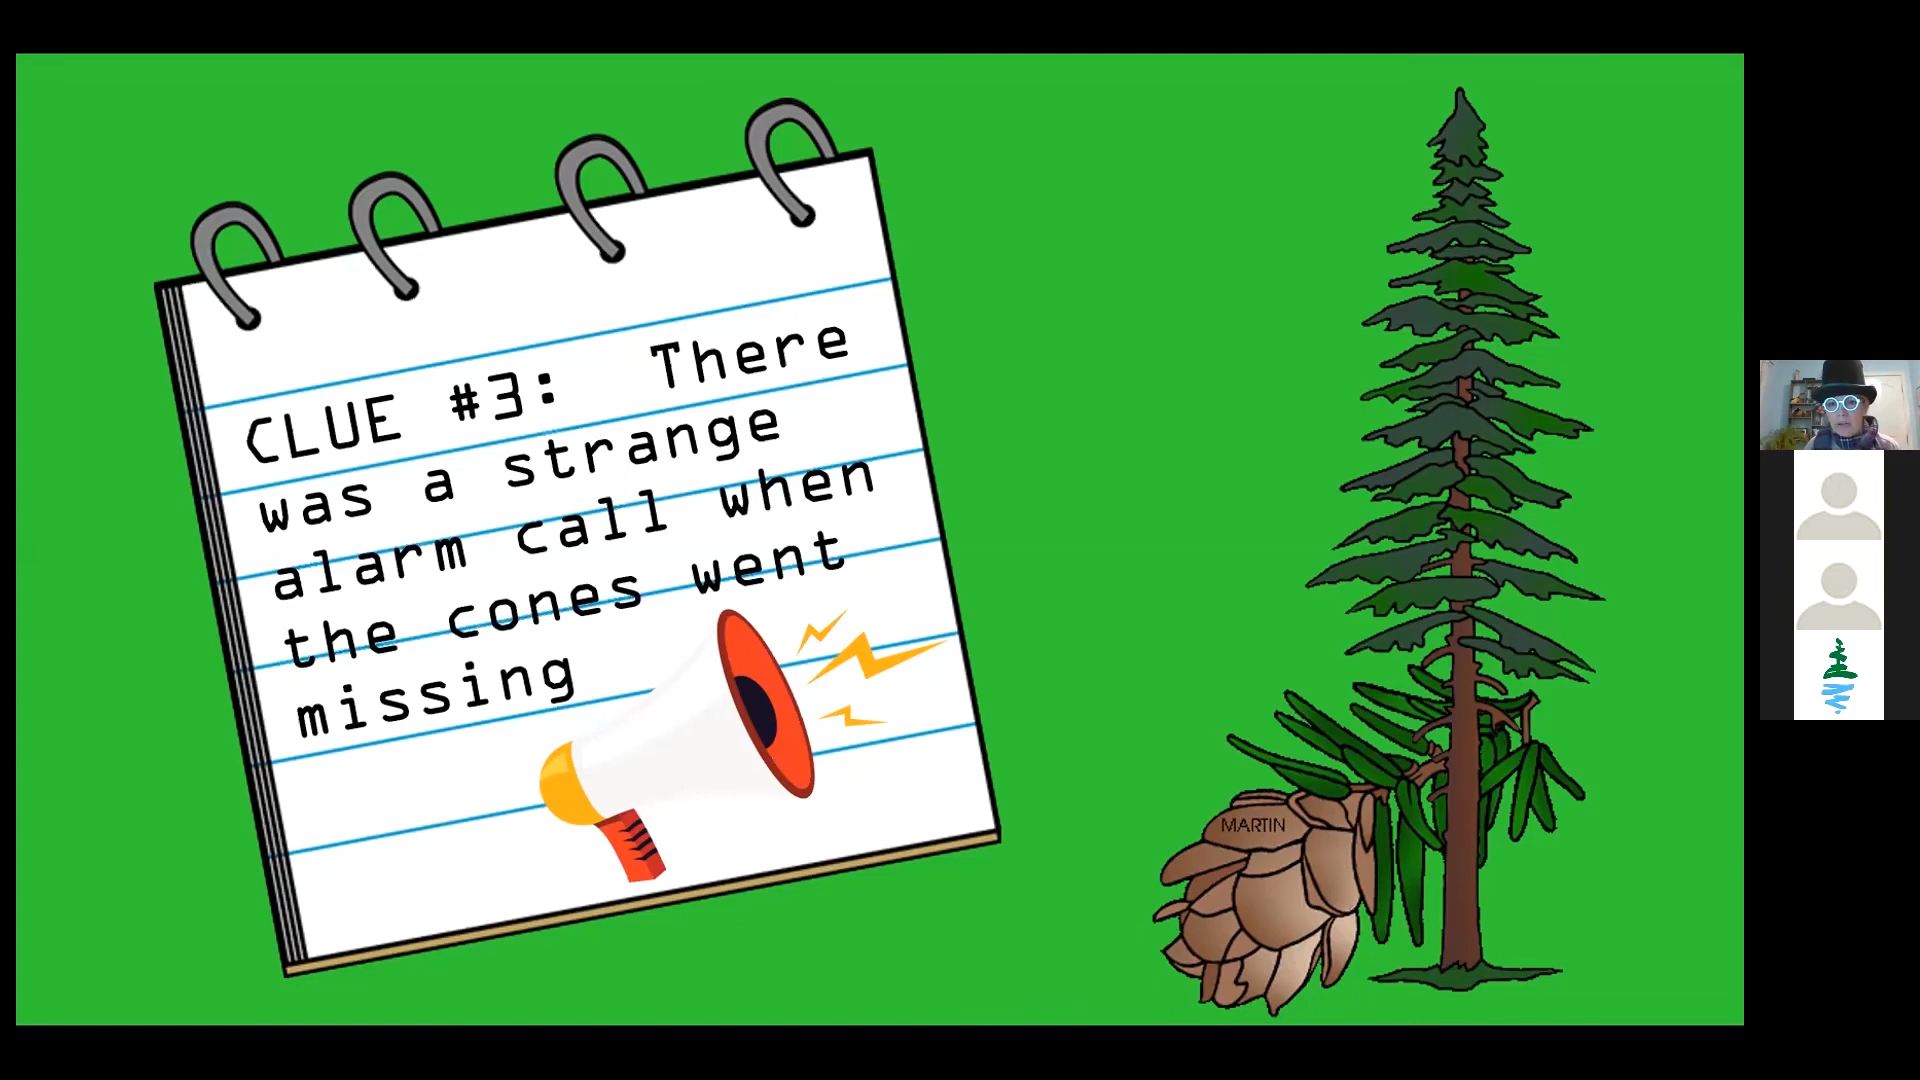 CLUE #3: There
was a strange
alarm call when
the cones went
missing
MARTIN